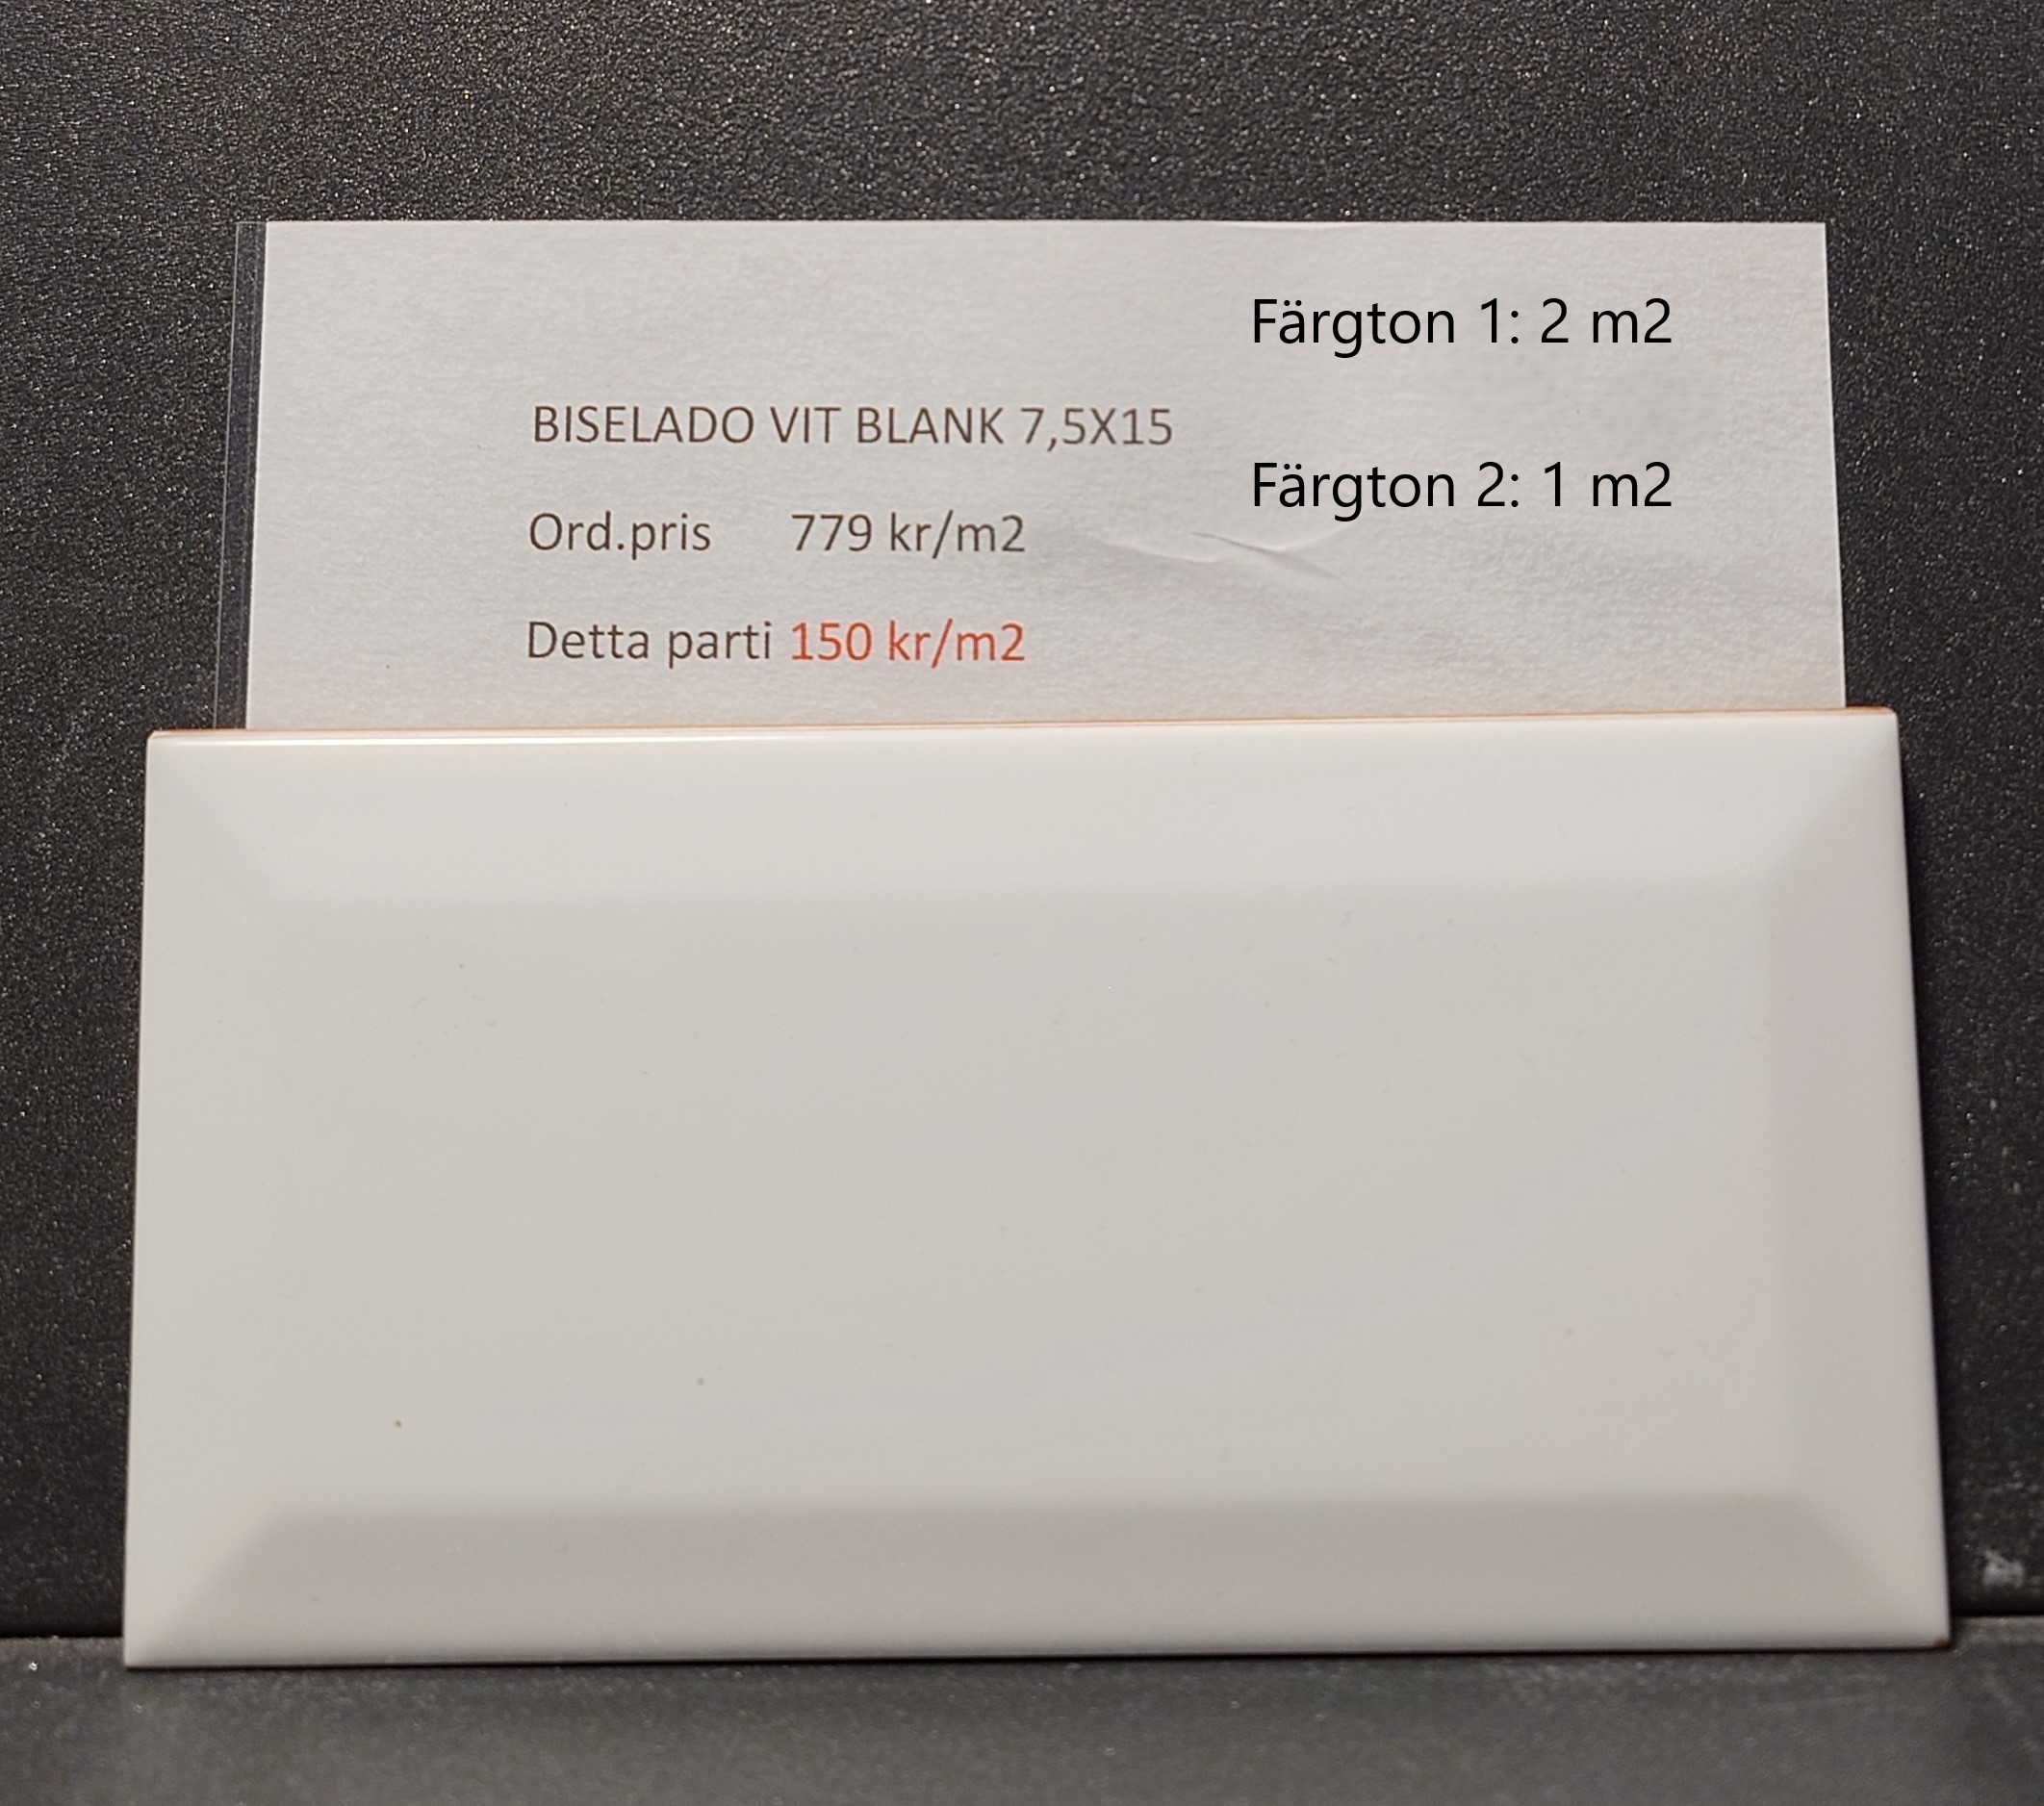 Färgton 1: 2 m2
BISELADO VIT BLANK 7,5X15
Färgton 2: 1 m2
Ord.pris 779 kr/m2
Detta parti 150 kr/m2